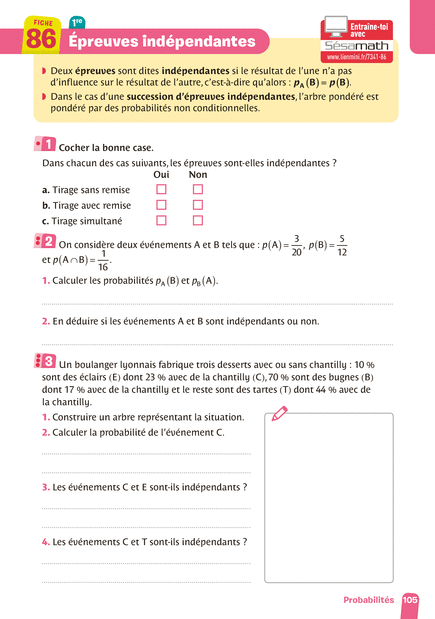 FICHE
86
1re
Épreuves indépendantes
Entraîne-toi
avec
Sésamath
www.lienmini.fr/7341-86
Deux épreuves sont dites indépendantes si le résultat de l'une n'a pas
d'influence sur le résultat de l'autre, c'est-à-dire qu'alors : pA(B) = p(B).
Dans le cas d'une succession d'épreuves indépendantes, l'arbre pondéré est
pondéré par des probabilités non conditionnelles.
1 Cocher la bonne case.
Dans chacun des cas suivants, les épreuves sont-elles indépendantes ?
Oui Non
a. Tirage sans remise
b. Tirage avec remise
c. Tirage simultané
2 On considère deux événements A et B tels que : p(A) = 3/20, p(B) = 5/12
et p(A∩B) = 1/16.
1. Calculer les probabilités pA(B) et pB(A).
2. En déduire si les événements A et B sont indépendants ou non.
3 Un boulanger lyonnais fabrique trois desserts avec ou sans chantilly : 10 %
sont des éclairs (E) dont 23 % avec de la chantilly (C), 70 % sont des bugnes (B)
dont 17 % avec de la chantilly et le reste sont des tartes (T) dont 44 % avec de
la chantilly.
1. Construire un arbre représentant la situation.
2. Calculer la probabilité de l'événement C.
3. Les événements C et E sont-ils indépendants ?
4. Les événements C et T sont-ils indépendants ?
Probabilités 105